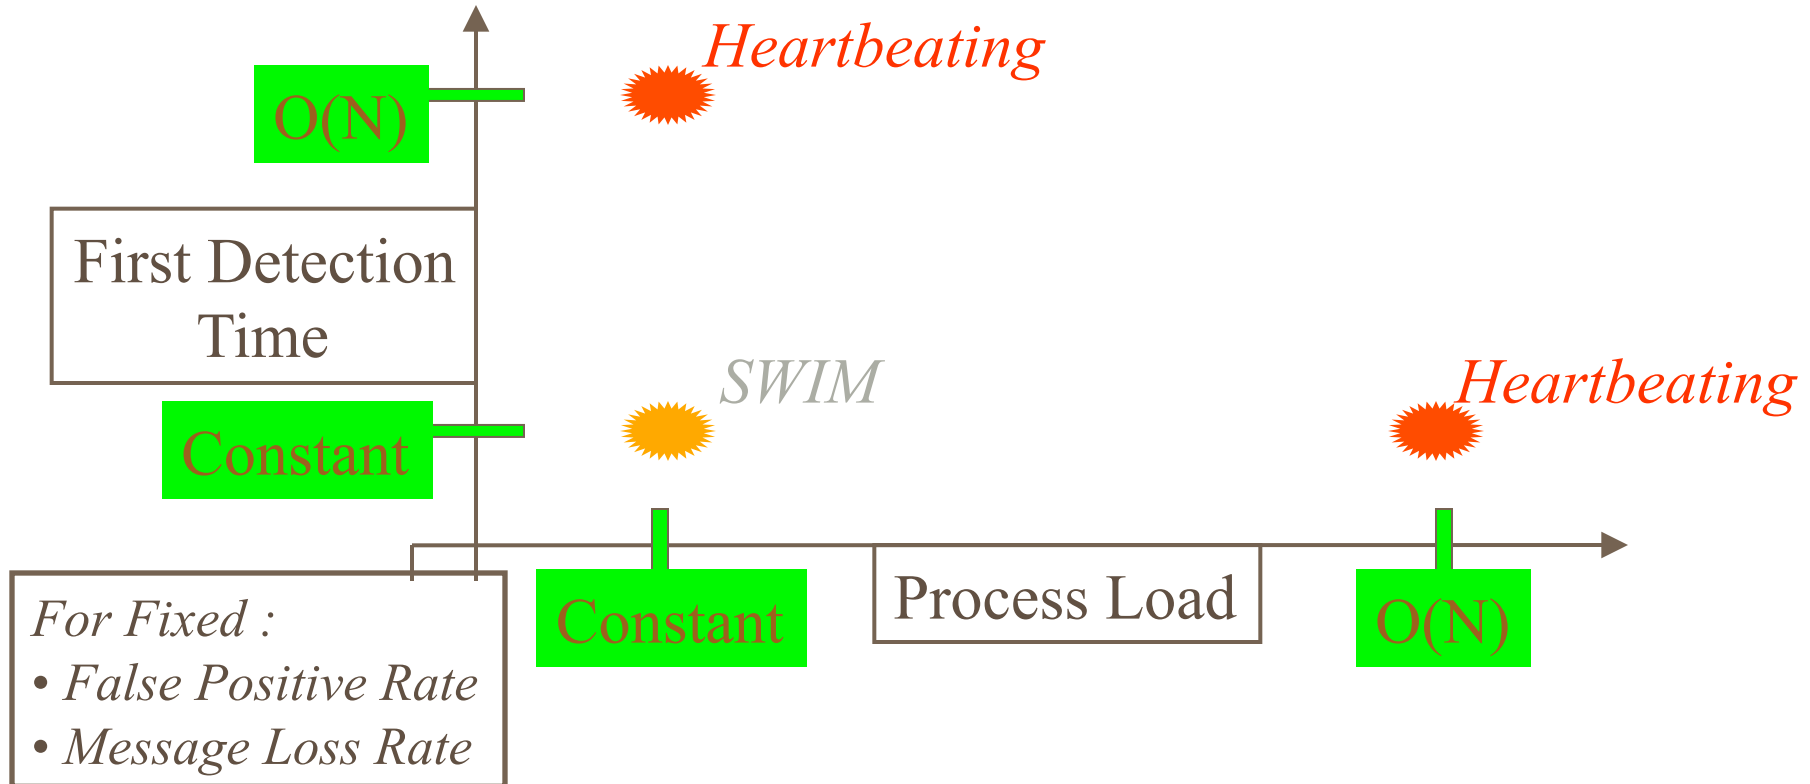 Heartbeating
O(N)
First Detection
Time
SWIM
Heartbeating
Constant
Constant
Process Load
O(N)
For Fixed :
• False Positive Rate
• Message Loss Rate